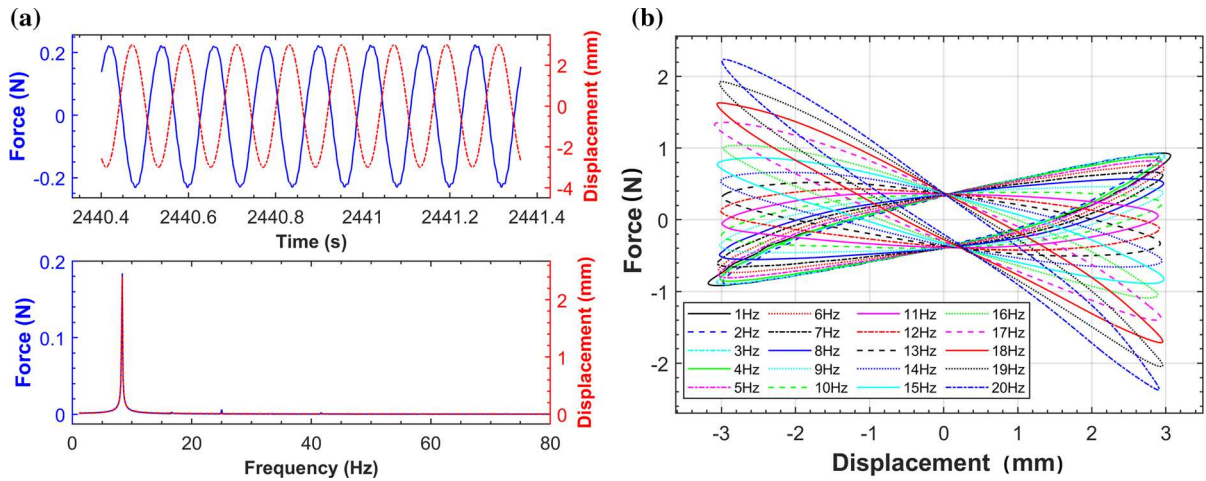 (a)
0.2
0
-0.2
Force (N)
2
0
-2
-4
Displacement (mm)
2440.4 2440.6 2440.8 2441 2441.2 2441.4
Time (s)
0.2
0.1
0
Force (N)
2
1
0
Displacement (mm)
0 20 40 60 80
Frequency (Hz)
(b)
2
1
0
-1
-2
Force (N)
1Hz 6Hz 11Hz 16Hz
2Hz 7Hz 12Hz 17Hz
3Hz 8Hz 13Hz 18Hz
4Hz 9Hz 14Hz 19Hz
5Hz 10Hz 15Hz 20Hz
-3 -2 -1 0 1 2 3
Displacement (mm)